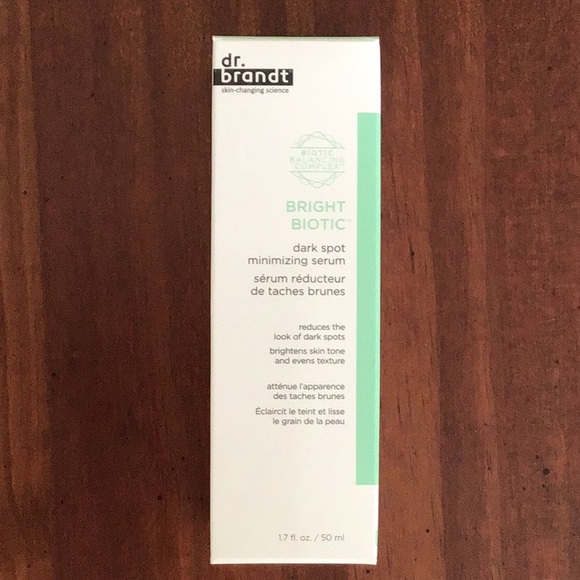 dr.
brandt
skin-changing science
BIOTIC
BALANCING
COMPLEX™
BRIGHT
BIOTIC™
dark spot
minimizing serum
sérum réducteur
de taches brunes
reduces the
look of dark spots
brightens skin tone
and evens texture
atténue l'apparence
des taches brunes
Éclaircit le teint et lisse
le grain de la peau
1.7 fl. oz. / 50 ml